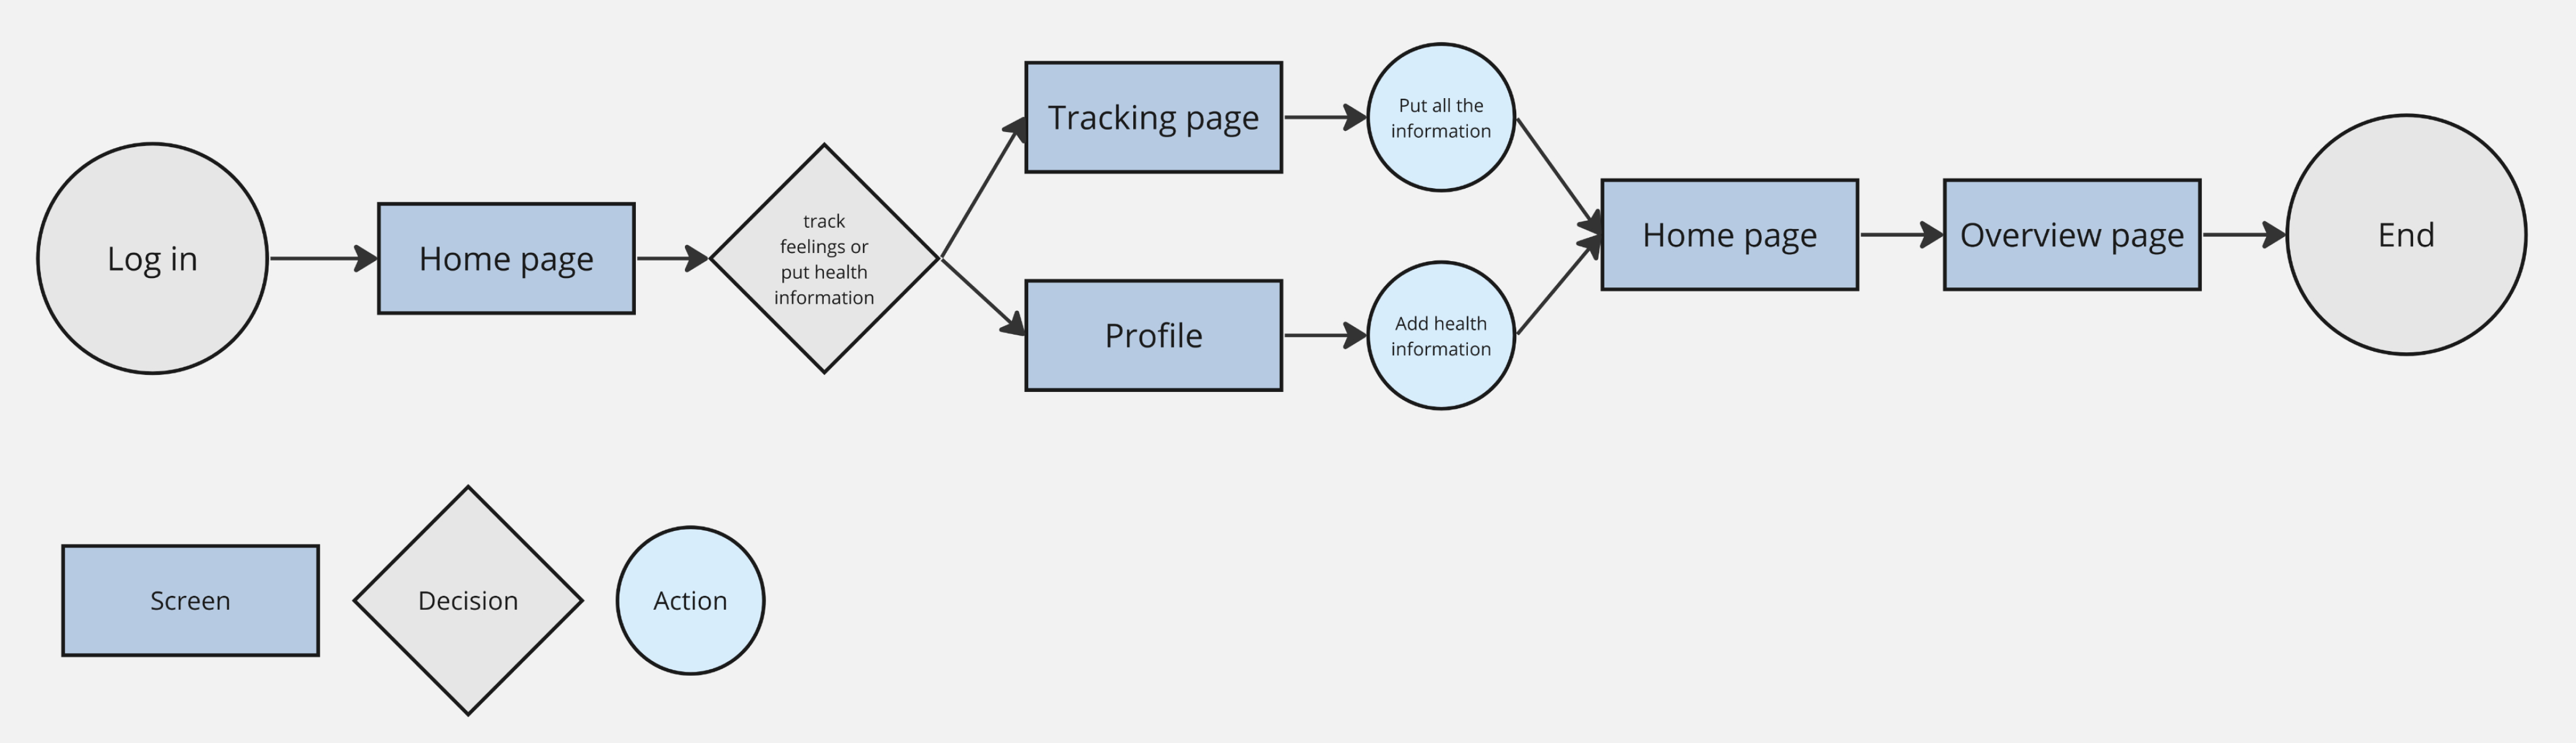 Log in
Home page
track
feelings or
put health
information
Tracking page
Put all the
information
Profile
Add health
information
Home page
Overview page
End
Screen
Decision
Action